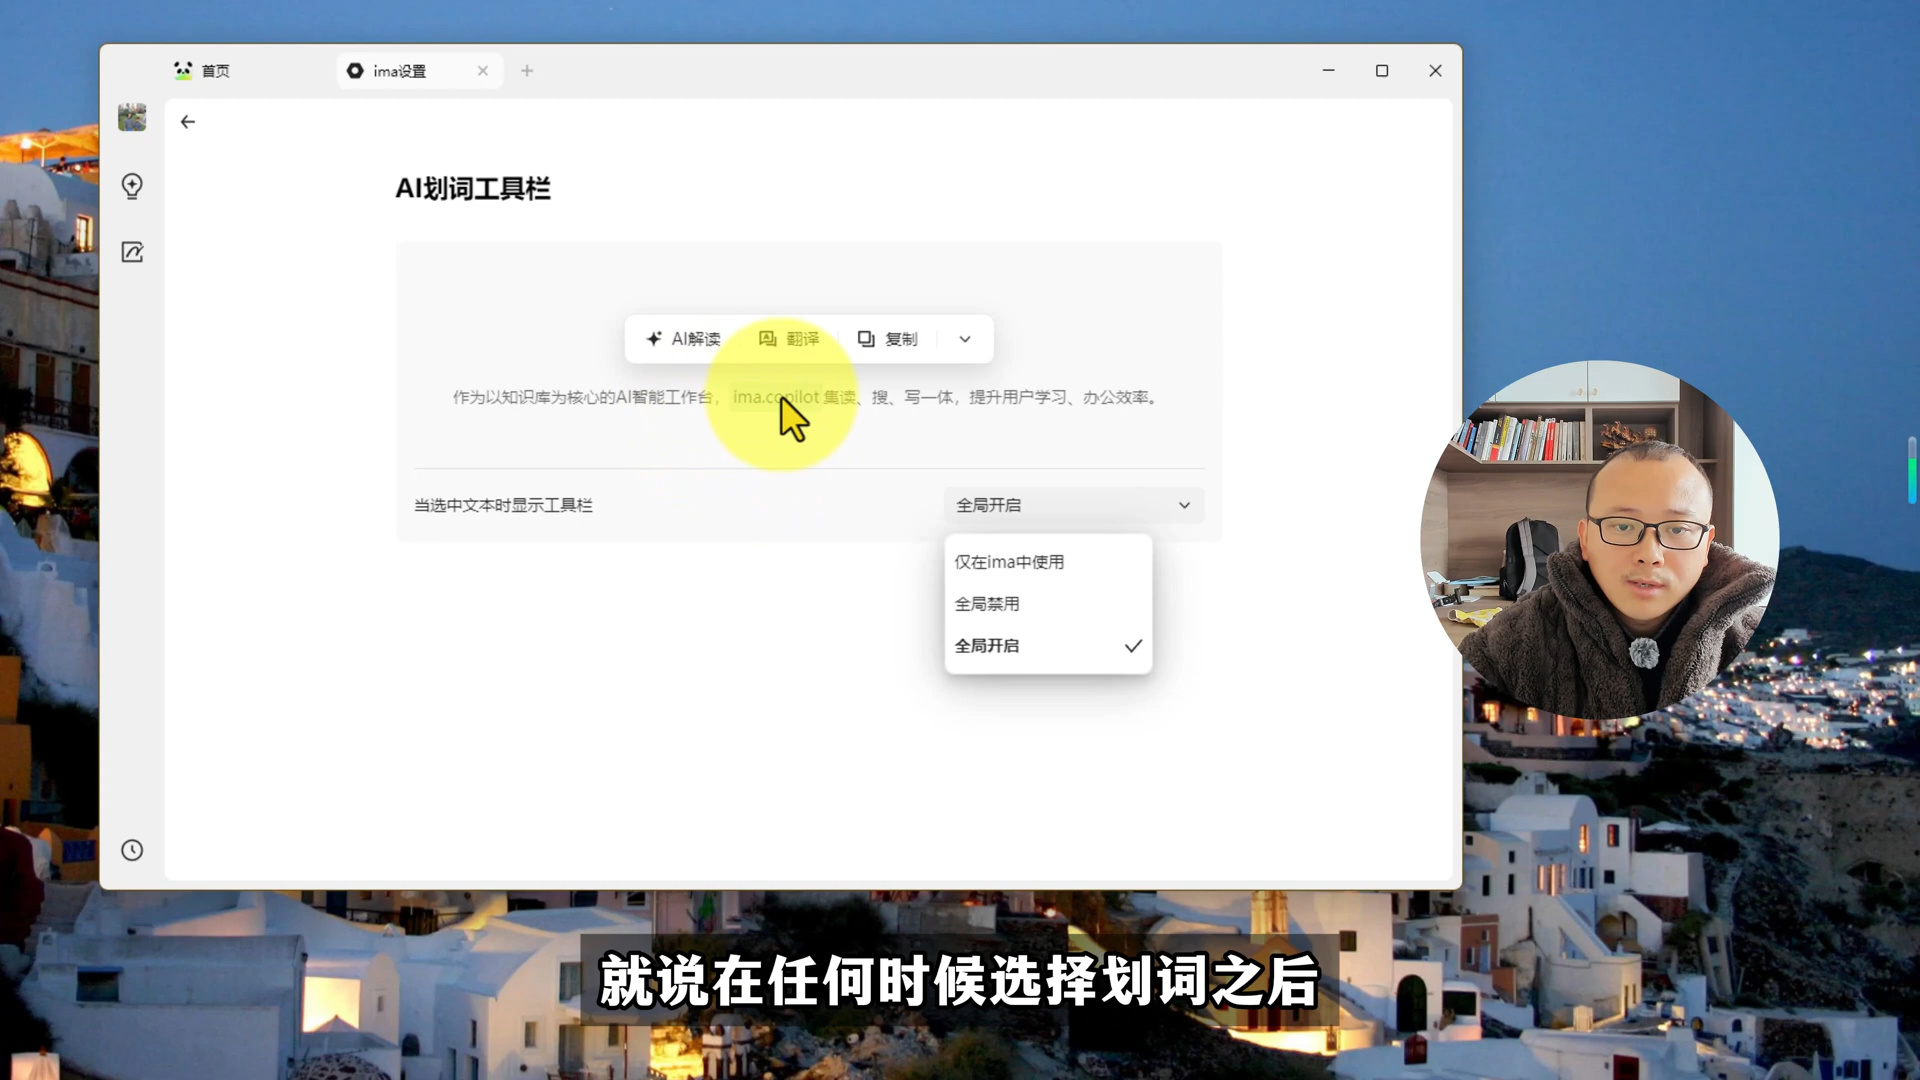 首页
ima设置
AI划词工具栏
AI解读 翻译 复制
作为以知识库为核心的AI智能工作台，ima.copilot 集读、搜、写一体，提升用户学习、办公效率。
当选中文本时显示工具栏
全局开启
仅在ima中使用
全局禁用
全局开启
就说在任何时候选择划词之后